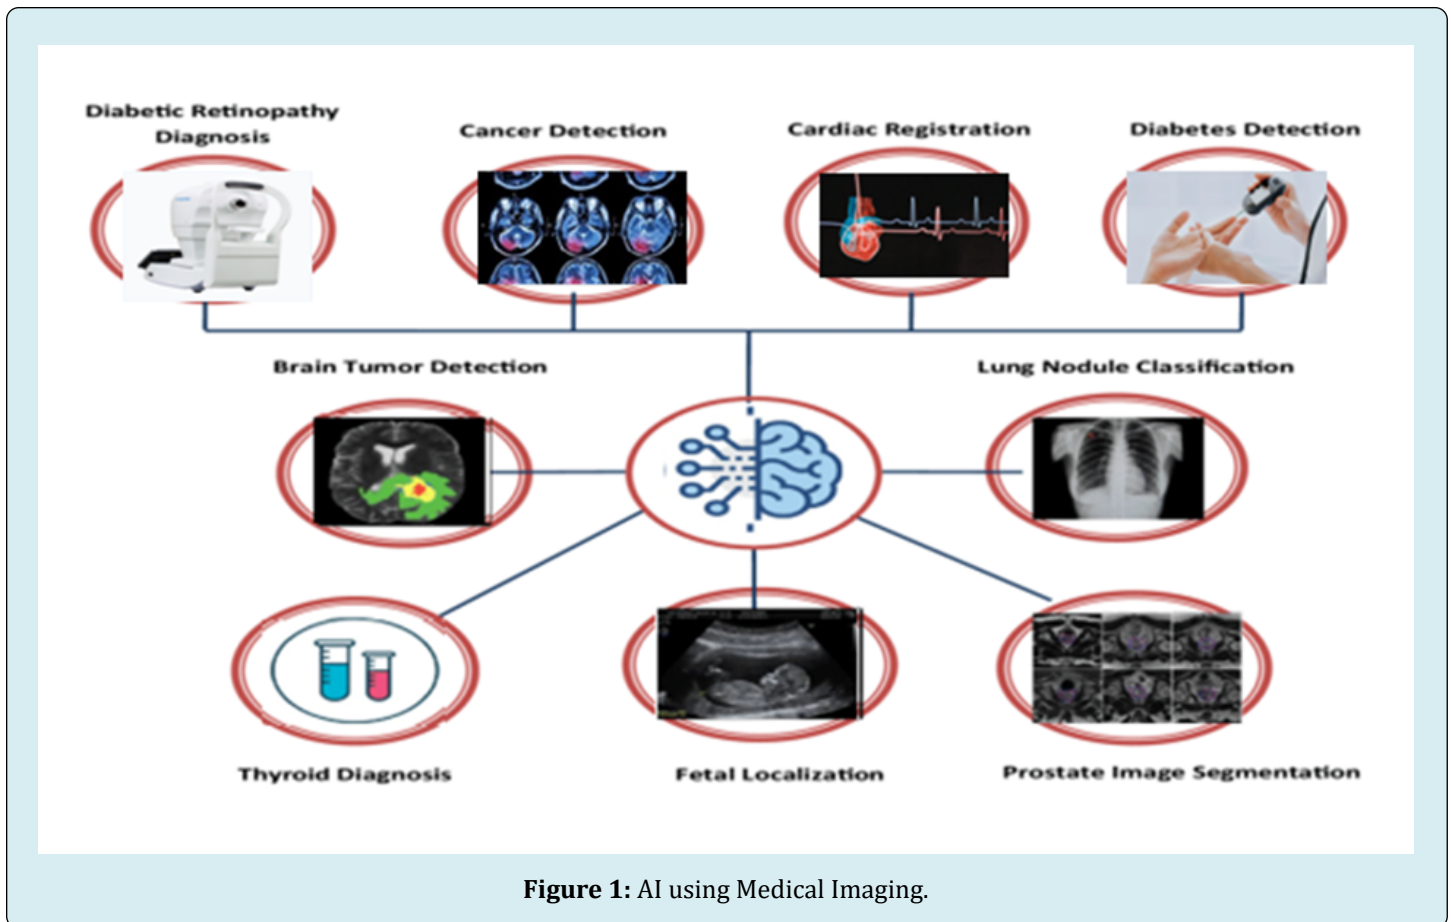 Diabetic Retinopathy
Diagnosis
Cancer Detection
Cardiac Registration
Diabetes Detection
Brain Tumor Detection
Lung Nodule Classification
Thyroid Diagnosis
Fetal Localization
Prostate Image Segmentation
Figure 1: AI using Medical Imaging.